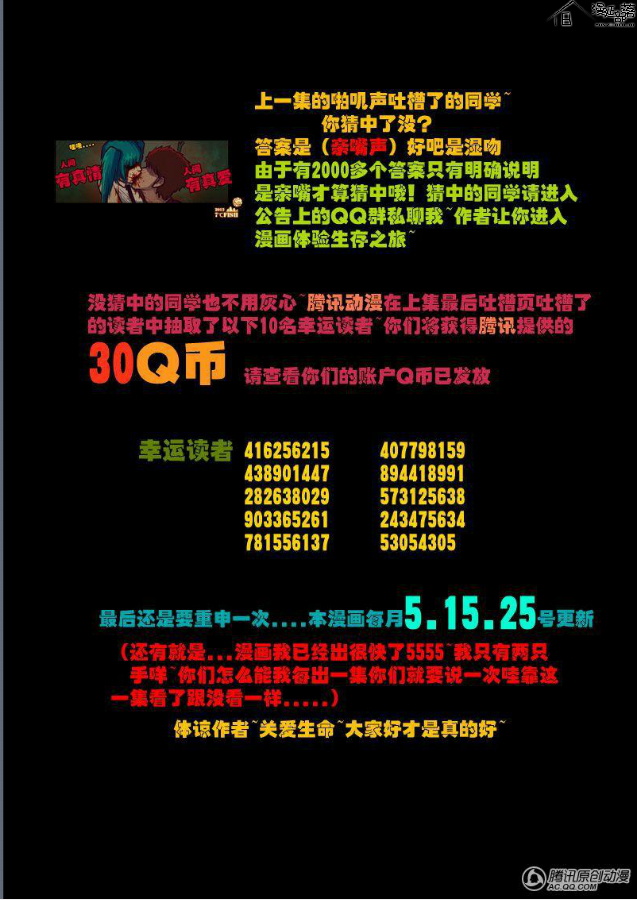 漫山部落
上一集的啪叽声吐槽了的同学~
你猜中了没？
答案是（亲嘴声）好吧是湿吻
由于有2000多个答案只有明确说明
是亲嘴才算猜中哦！猜中的同学请进入
公告上的QQ群私聊我~作者让你进入
漫画体验生存之旅~
人间
有真情
人间
有真爱
没猜中的同学也不用灰心~腾讯动漫在上集最后吐槽页吐槽了
的读者中抽取了以下10名幸运读者~你们将获得腾讯提供的
30Q币 请查看你们的账户Q币已发放
幸运读者 416256215 407798159
438901447 894418991
282638029 573125638
903365261 243475634
781556137 53054305
最后还是要重申一次....本漫画每月5.15.25号更新
（还有就是...漫画我已经出很快了5555~我只有两只
手咩~你们怎么能我每出一集你们就要说一次哇靠这
一集看了跟没看一样.....）
体谅作者~关爱生命~大家好才是真的好~
腾讯原创动漫
AC.QQ.COM